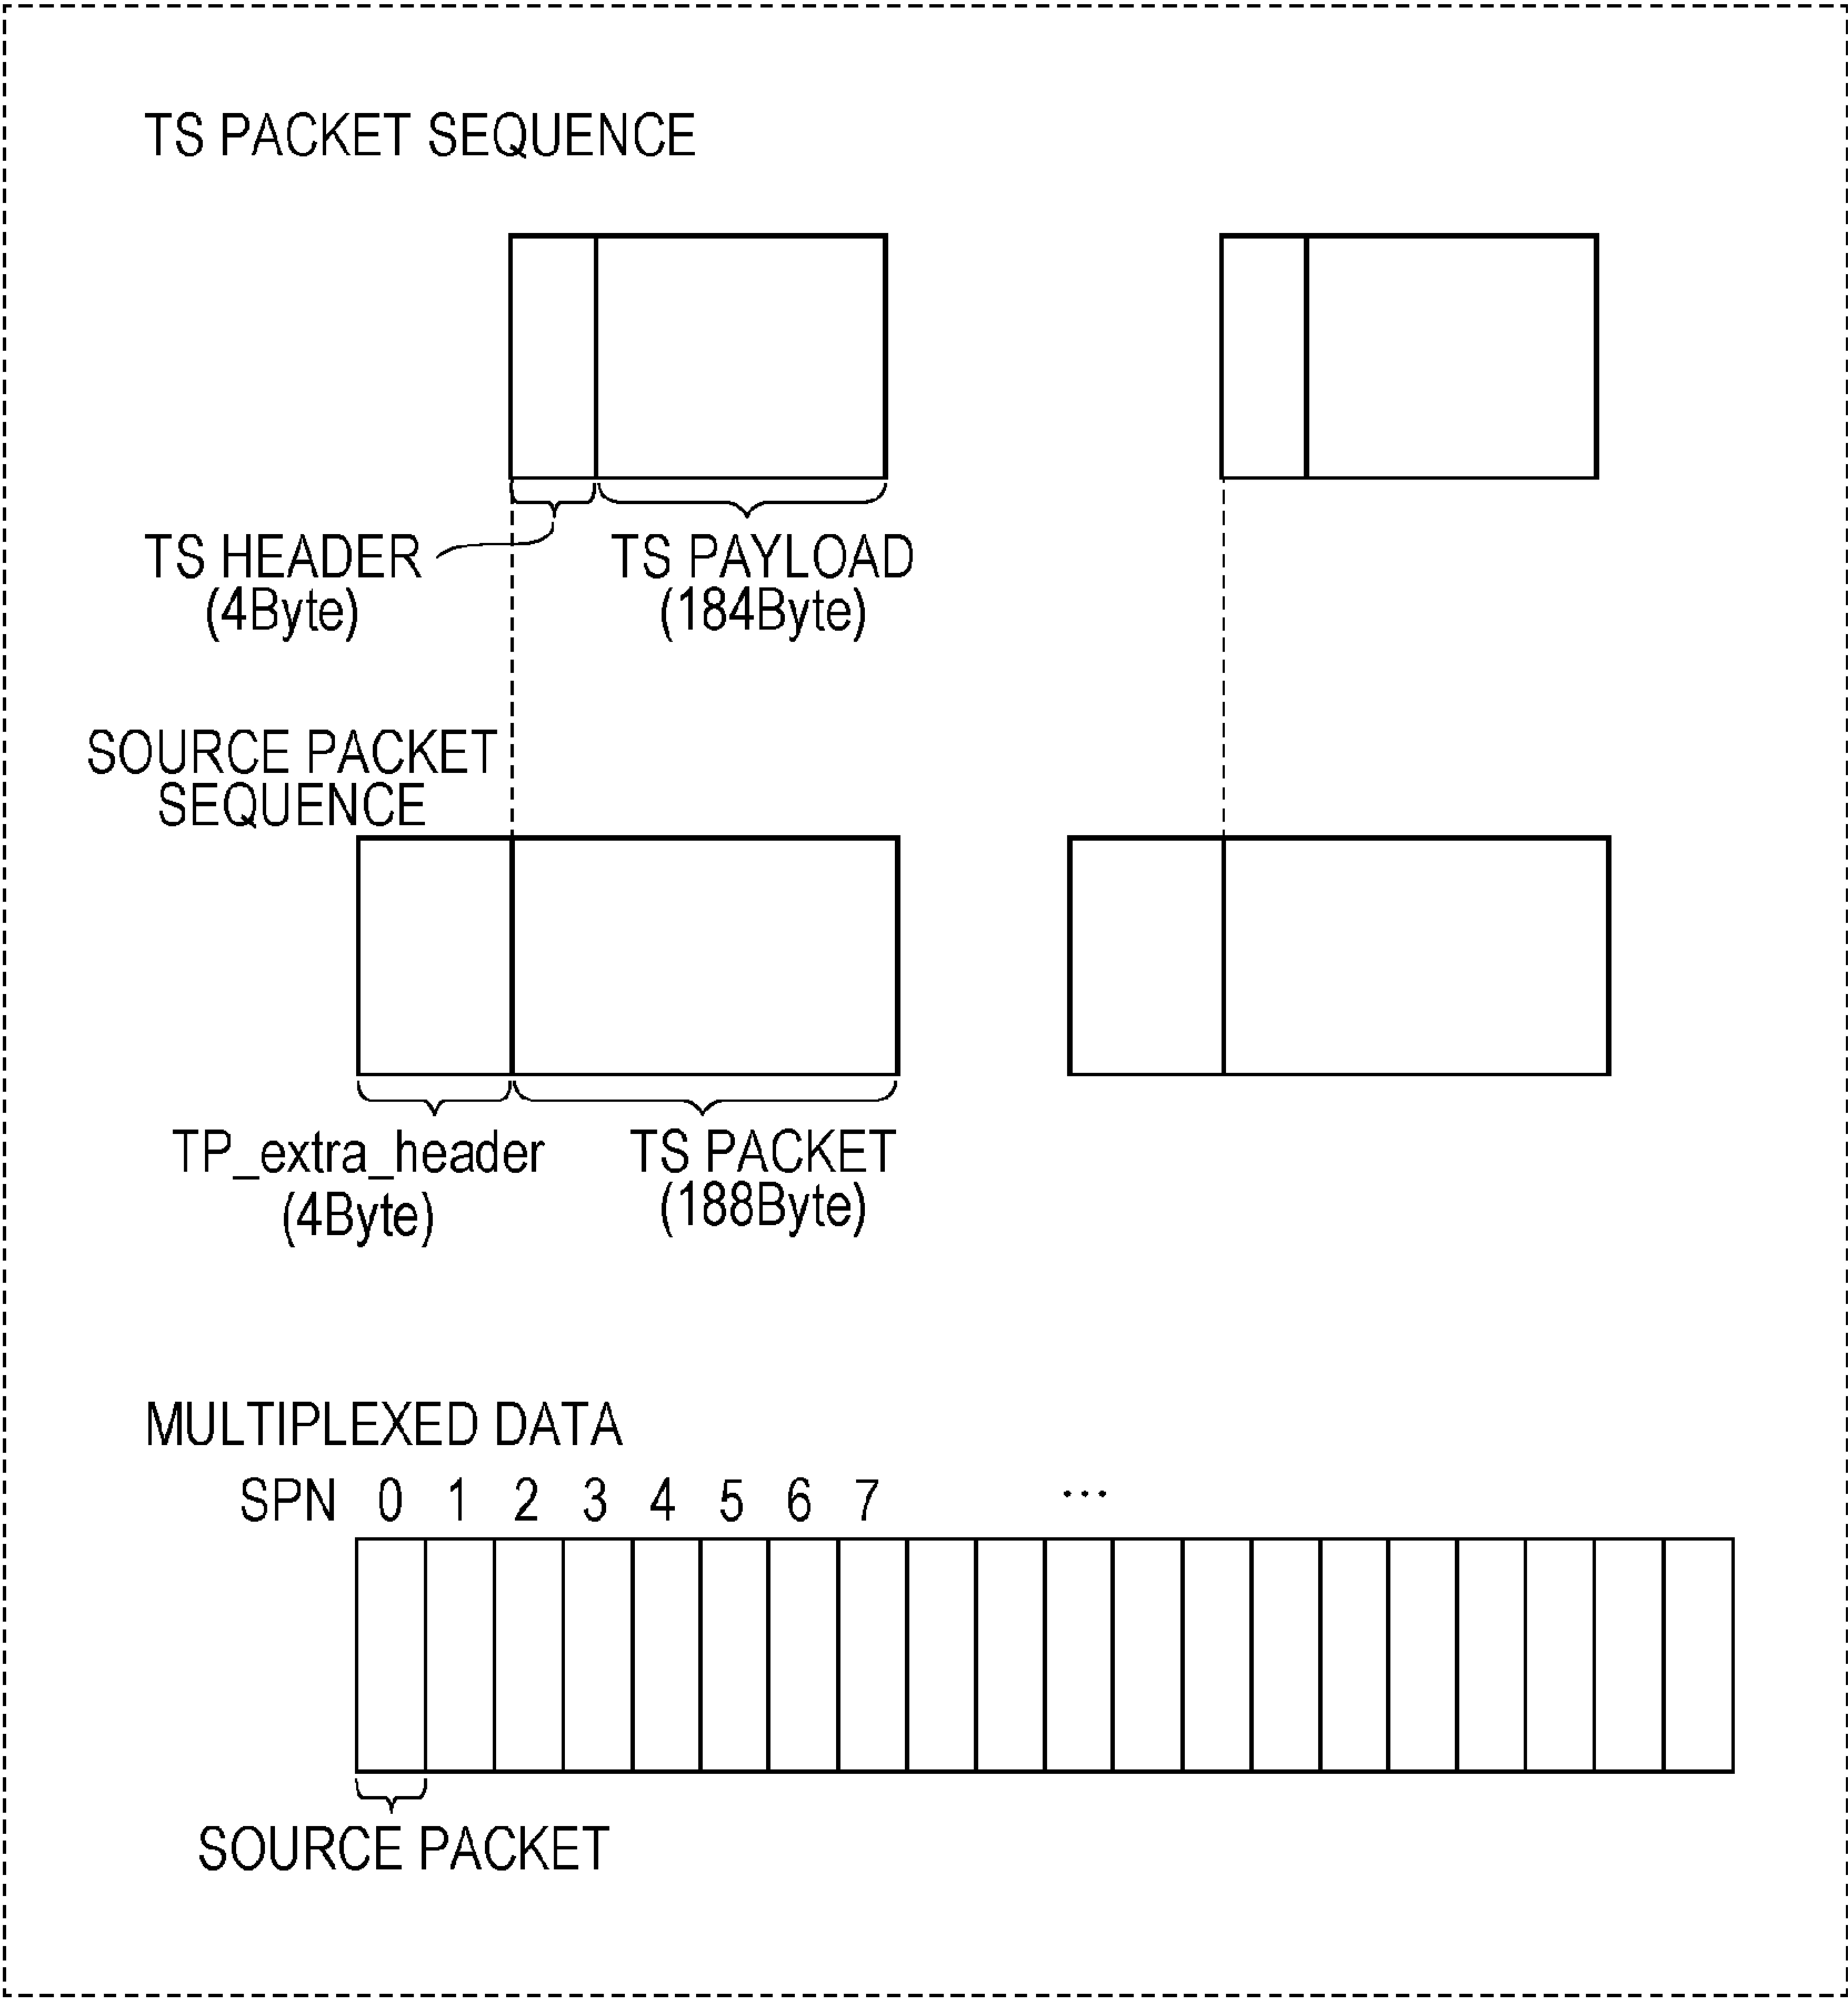 TS PACKET SEQUENCE
TS HEADER
(4Byte)
TS PAYLOAD
(184Byte)
SOURCE PACKET
SEQUENCE
TP_extra_header
(4Byte)
TS PACKET
(188Byte)
MULTIPLEXED DATA
SPN 0 1 2 3 4 5 6 7 ...
SOURCE PACKET